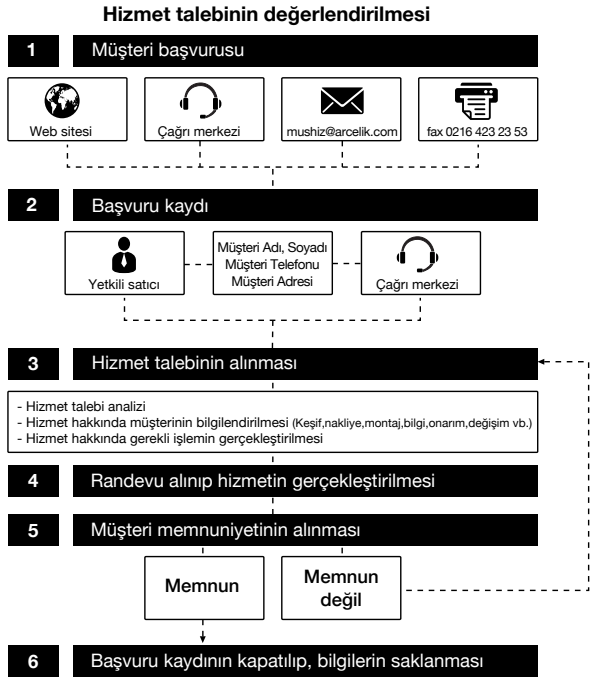 Hizmet talebinin değerlendirilmesi
1 Müşteri başvurusu
Web sitesi
Çağrı merkezi
mushiz@arcelik.com
fax 0216 423 23 53
2 Başvuru kaydı
Yetkili satıcı
Müşteri Adı, Soyadı
Müşteri Telefonu
Müşteri Adresi
Çağrı merkezi
3 Hizmet talebinin alınması
- Hizmet talebi analizi
- Hizmet hakkında müşterinin bilgilendirilmesi (Keşif,nakliye,montaj,bilgi,onarım,değişim vb.)
- Hizmet hakkında gerekli işlemin gerçekleştirilmesi
4 Randevu alınıp hizmetin gerçekleştirilmesi
5 Müşteri memnuniyetinin alınması
Memnun
Memnun
değil
6 Başvuru kaydının kapatılıp, bilgilerin saklanması